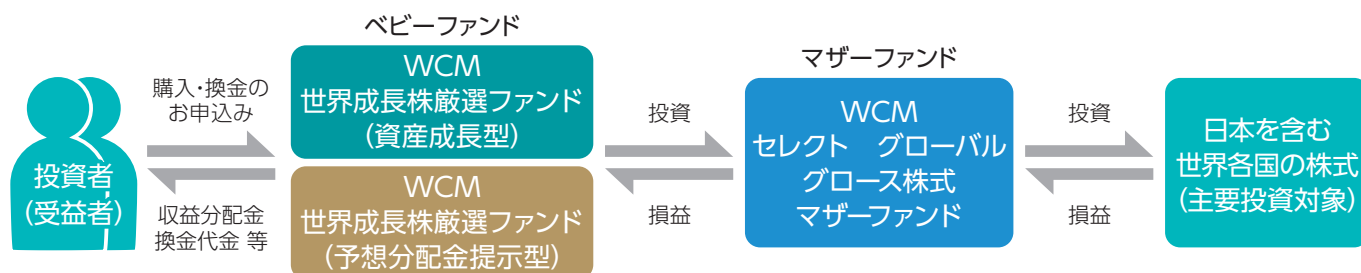 ベビーファンド
マザーファンド
投資者
(受益者)
購入・換金の
お申込み
収益分配金
換金代金 等
WCM
世界成長株厳選ファンド
(資産成長型)
WCM
世界成長株厳選ファンド
(予想分配金提示型)
投資
損益
WCM
セレクト　グローバル
グロース株式
マザーファンド
投資
損益
日本を含む
世界各国の株式
(主要投資対象)